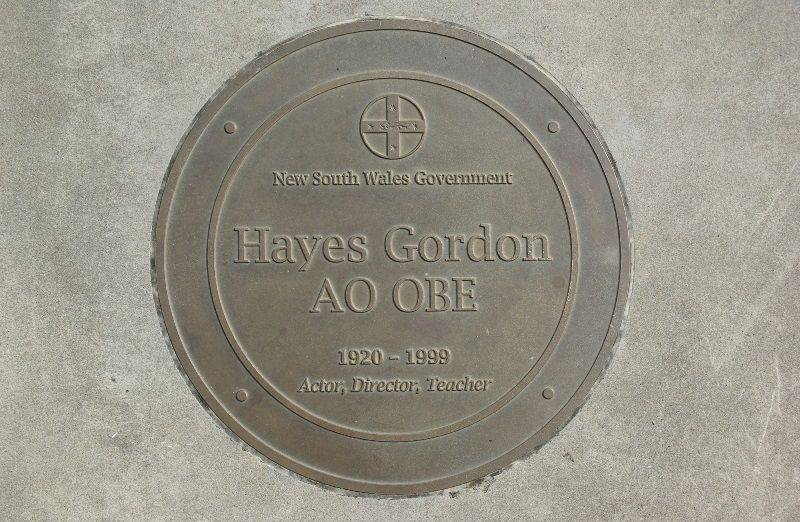 New South Wales Government
Hayes Gordon
AO OBE
1920 – 1999
Actor, Director, Teacher